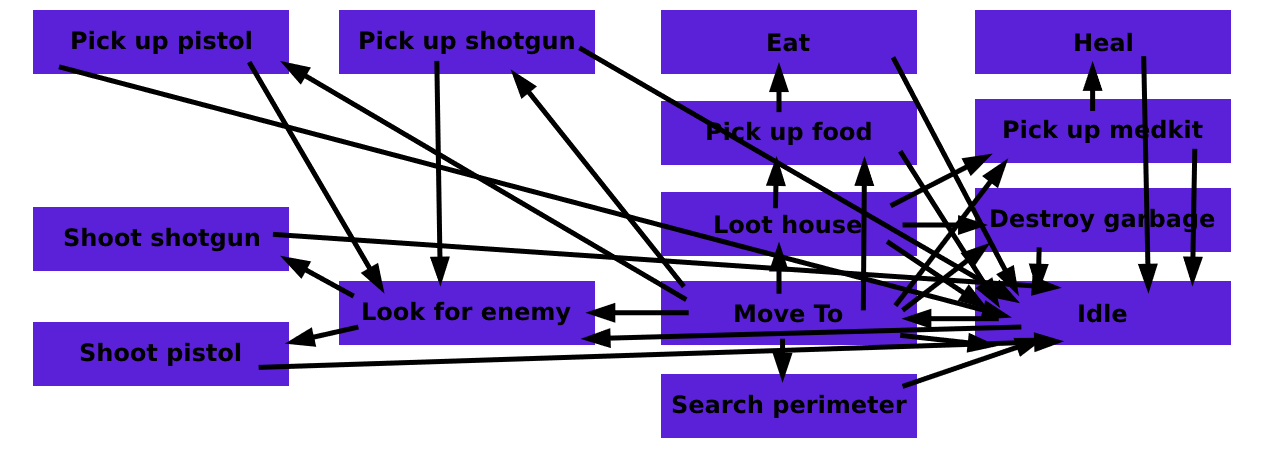 Pick up pistol
Pick up shotgun
Eat
Heal
Pick up food
Pick up medkit
Loot house
Destroy garbage
Shoot shotgun
Look for enemy
Move To
Idle
Shoot pistol
Search perimeter